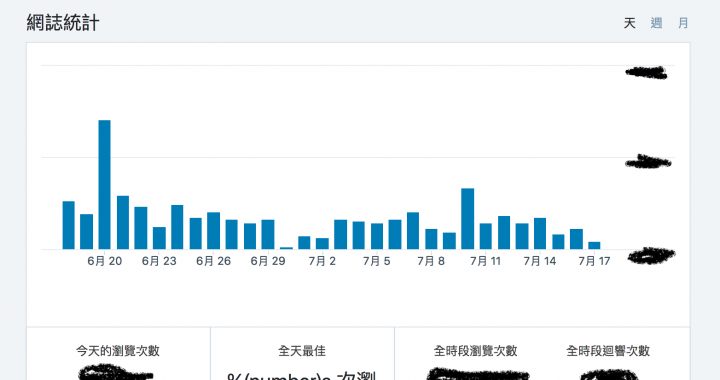 網誌統計
天 週 月
6月 20 6月 23 6月 26 6月 29 7月 2 7月 5 7月 8 7月 11 7月 14 7月 17
今天的瀏覽次數 全天最佳 全時段瀏覽次數 全時段迴響次數
%(number)s 次瀏